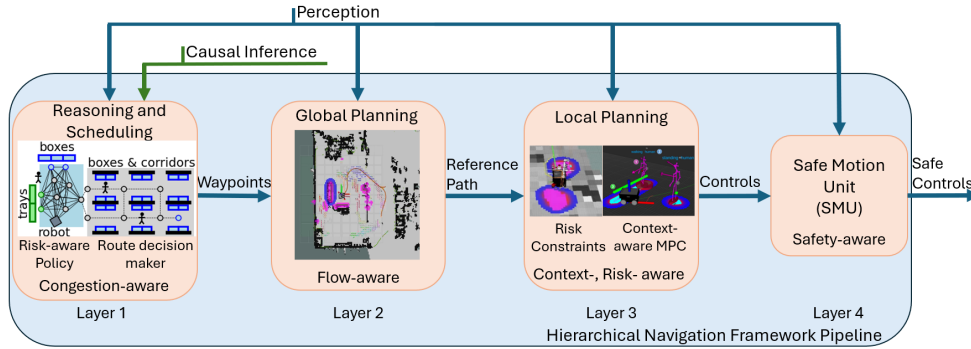 Perception
Causal Inference
Reasoning and
Scheduling
boxes
trays
robot
boxes & corridors
Risk-aware
Policy
Route decision
maker
Congestion-aware
Layer 1
Waypoints
Global Planning
Flow-aware
Layer 2
Reference
Path
Local Planning
Risk
Constraints
Context-
aware MPC
Context-, Risk- aware
Layer 3
Controls
Safe Motion
Unit
(SMU)
Safety-aware
Layer 4
Safe
Controls
Hierarchical Navigation Framework Pipeline